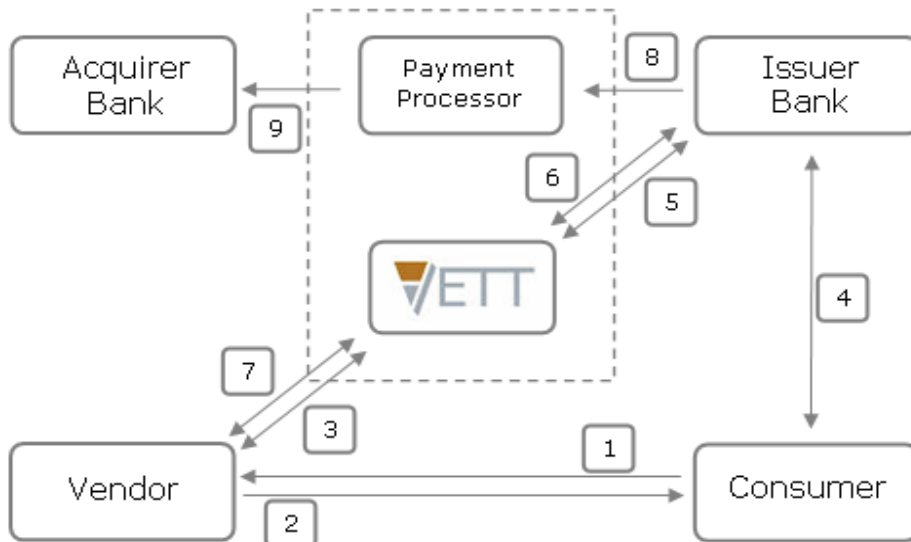 Acquirer
Bank
9
Payment
Processor
8
Issuer
Bank
6
5
VETT
4
7
3
Vendor
1
2
Consumer